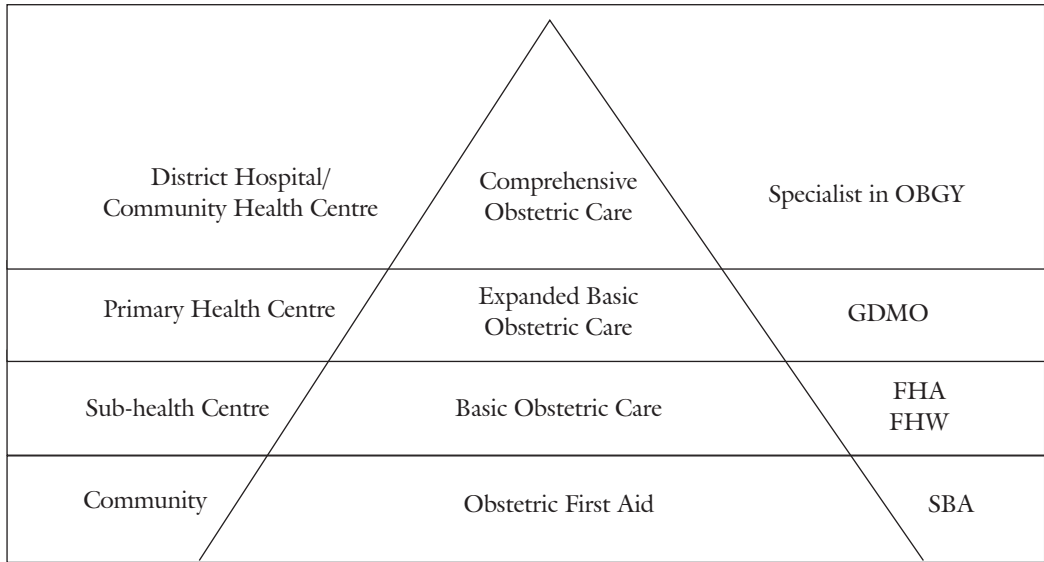 District Hospital/
Community Health Centre
Comprehensive
Obstetric Care
Specialist in OBGY
Primary Health Centre
Expanded Basic
Obstetric Care
GDMO
Sub-health Centre
Basic Obstetric Care
FHA
FHW
Community
Obstetric First Aid
SBA